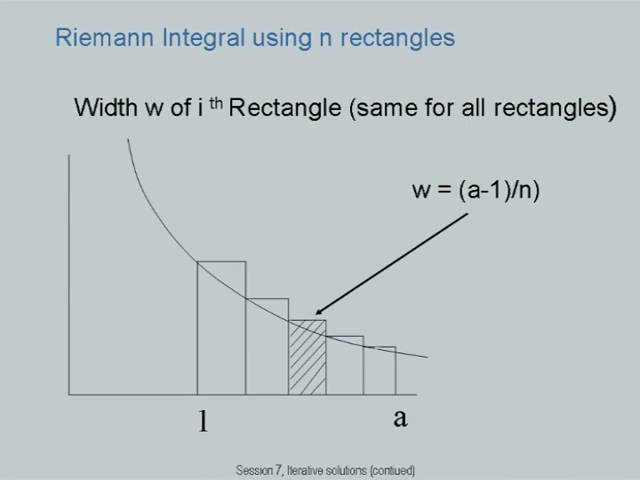 Riemann Integral using n rectangles
Width w of i th Rectangle (same for all rectangles)
w = (a-1)/n)
1
a
Session 7, Iterative solutions (contiued)